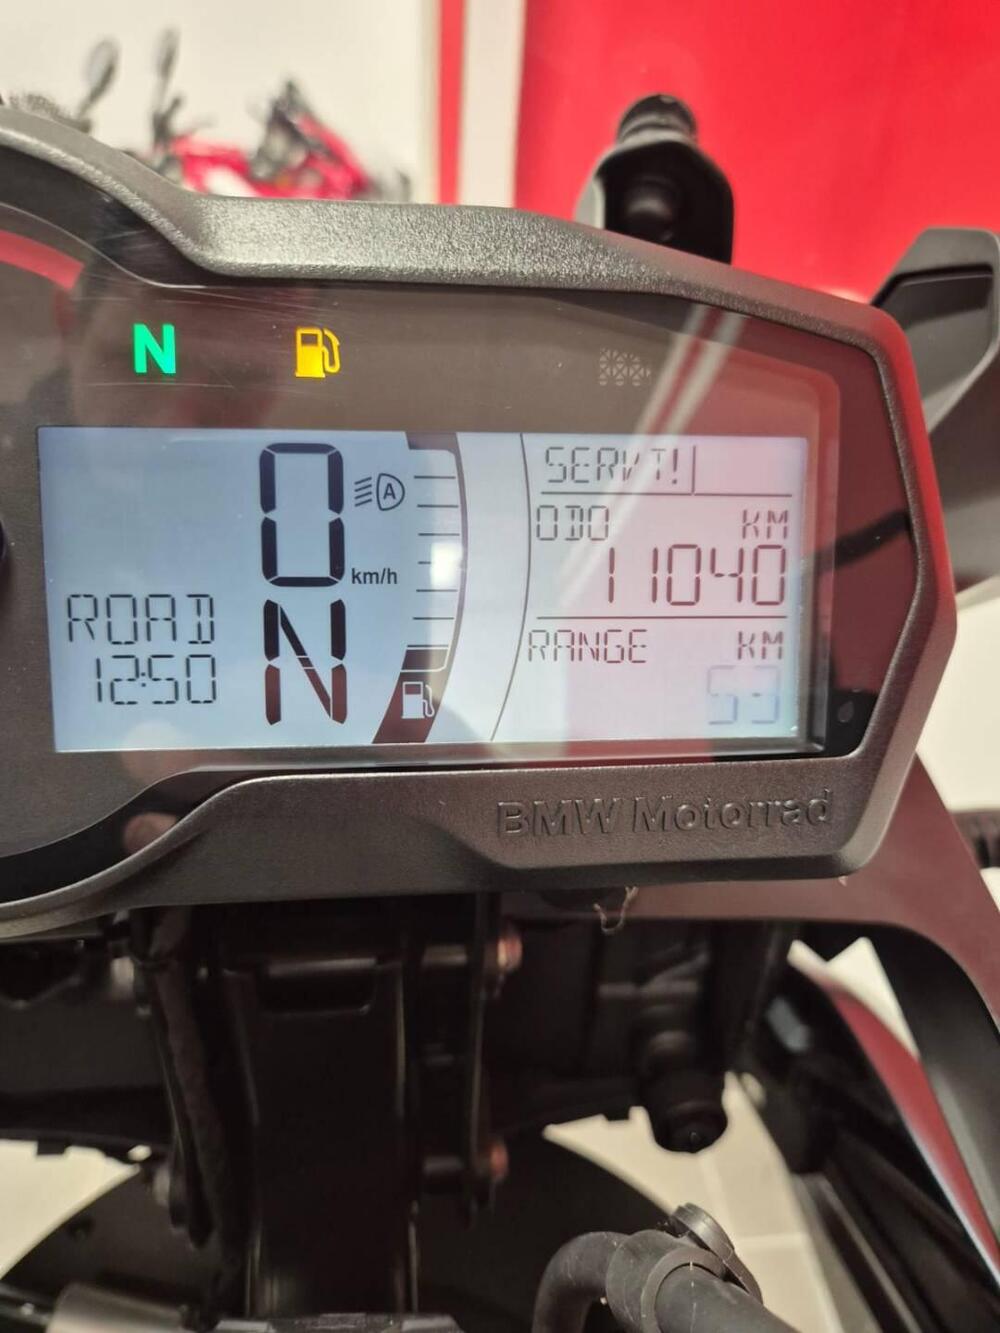 N
0
A
km/h
SERV T!
ODO KM
11040
ROAD
12:50
N
RANGE KM
53
BMW Motorrad